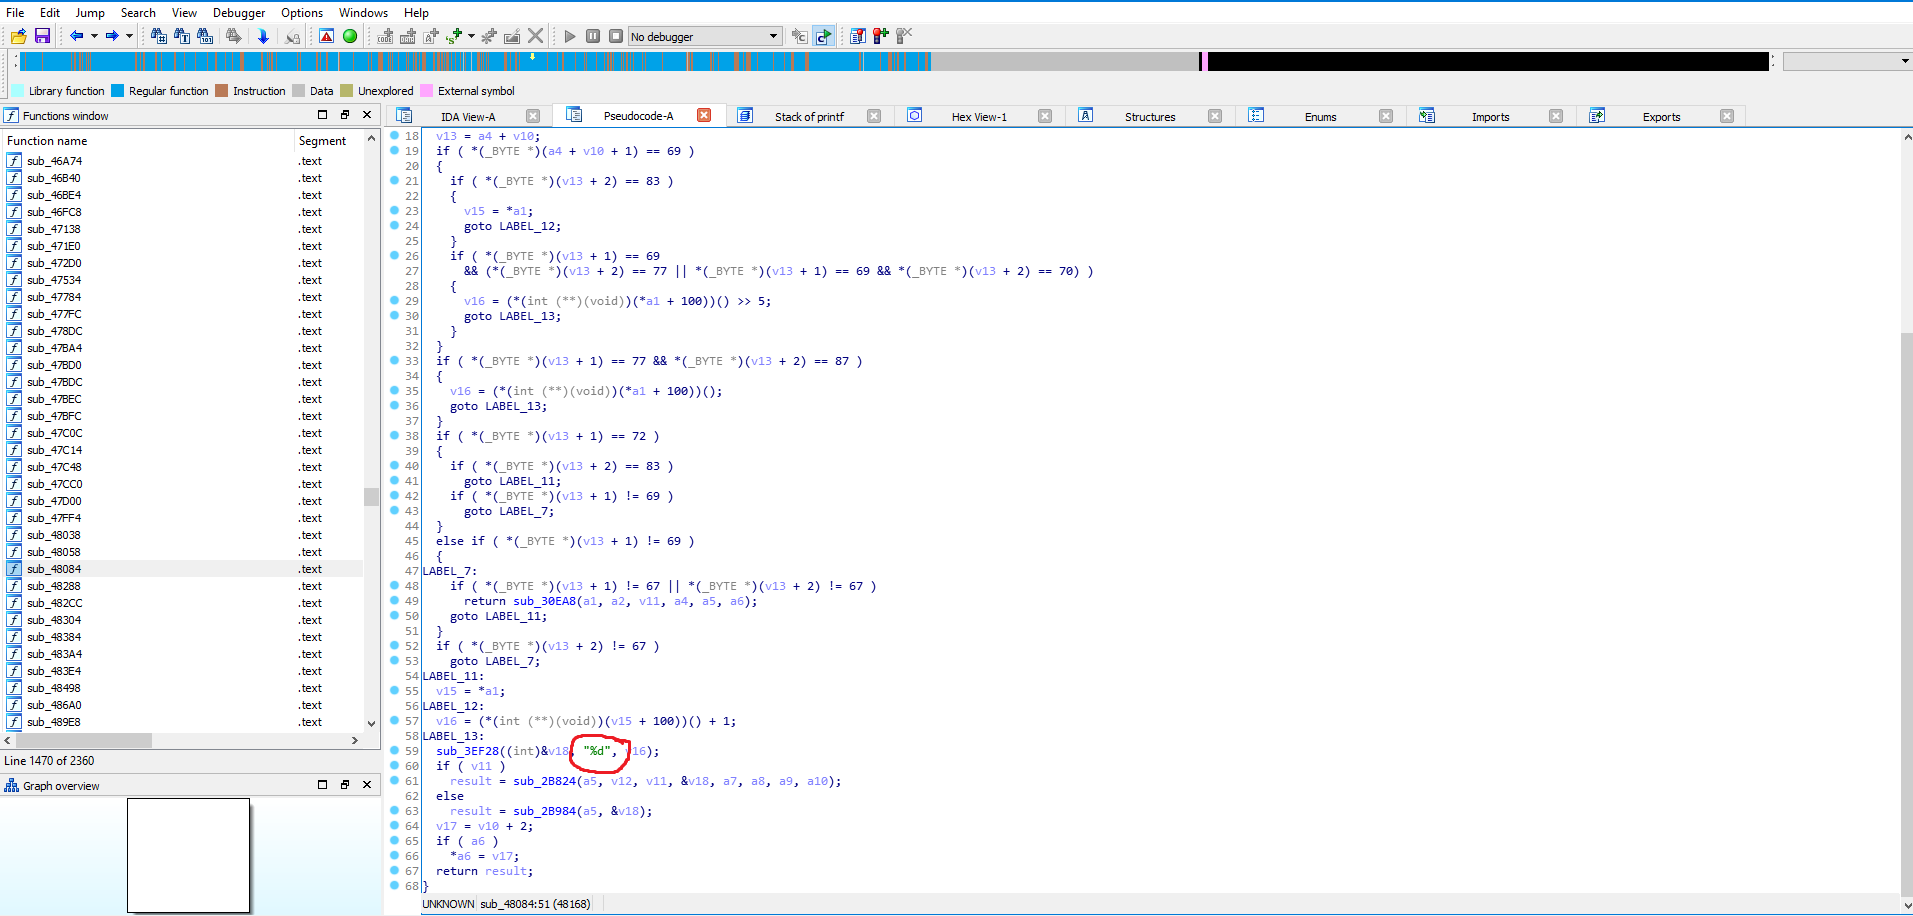 File Edit Jump Search View Debugger Options Windows Help
No debugger
Library function Regular function Instruction Data Unexplored External symbol
Functions window
Function name Segment
sub_46A74 .text
sub_46B40 .text
sub_46BE4 .text
sub_46FC8 .text
sub_47138 .text
sub_471E0 .text
sub_472D0 .text
sub_47534 .text
sub_47784 .text
sub_477FC .text
sub_478DC .text
sub_47BA4 .text
sub_47BD0 .text
sub_47BDC .text
sub_47BEC .text
sub_47BFC .text
sub_47C0C .text
sub_47C14 .text
sub_47C48 .text
sub_47CC0 .text
sub_47D00 .text
sub_47FF4 .text
sub_48038 .text
sub_48058 .text
sub_48084 .text
sub_48288 .text
sub_482CC .text
sub_48304 .text
sub_48384 .text
sub_483A4 .text
sub_483E4 .text
sub_48498 .text
sub_486A0 .text
sub_489E8 .text
Line 1470 of 2360
Graph overview
IDA View-A Pseudocode-A Stack of printf Hex View-1 Structures Enums Imports Exports
18 v13 = a4 + v10;
19 if ( *(_BYTE *)(a4 + v10 + 1) == 69 )
20 {
21 if ( *(_BYTE *)(v13 + 2) == 83 )
22 {
23 v15 = *a1;
24 goto LABEL_12;
25 }
26 if ( *(_BYTE *)(v13 + 1) == 69
27 && (*(_BYTE *)(v13 + 2) == 77 || *(_BYTE *)(v13 + 1) == 69 && *(_BYTE *)(v13 + 2) == 70) )
28 {
29 v16 = (*(int (**)(void))(*a1 + 100))() >> 5;
30 goto LABEL_13;
31 }
32 }
33 if ( *(_BYTE *)(v13 + 1) == 77 && *(_BYTE *)(v13 + 2) == 87 )
34 {
35 v16 = (*(int (**)(void))(*a1 + 100))();
36 goto LABEL_13;
37 }
38 if ( *(_BYTE *)(v13 + 1) == 72 )
39 {
40 if ( *(_BYTE *)(v13 + 2) == 83 )
41 goto LABEL_11;
42 if ( *(_BYTE *)(v13 + 1) != 69 )
43 goto LABEL_7;
44 }
45 else if ( *(_BYTE *)(v13 + 1) != 69 )
46 {
47 LABEL_7:
48 if ( *(_BYTE *)(v13 + 1) != 67 || *(_BYTE *)(v13 + 2) != 67 )
49 return sub_30EA8(a1, a2, v11, a4, a5, a6);
50 goto LABEL_11;
51 }
52 if ( *(_BYTE *)(v13 + 2) != 67 )
53 goto LABEL_7;
54 LABEL_11:
55 v15 = *a1;
56 LABEL_12:
57 v16 = (*(int (**)(void))(v15 + 100))() + 1;
58 LABEL_13:
59 sub_3EF28((int)&v18, "%d", v16);
60 if ( v11 )
61 result = sub_2B824(a5, v12, v11, &v18, a7, a8, a9, a10);
62 else
63 result = sub_2B984(a5, &v18);
64 v17 = v10 + 2;
65 if ( a6 )
66 *a6 = v17;
67 return result;
68 }
UNKNOWN sub_48084:51 (48168)